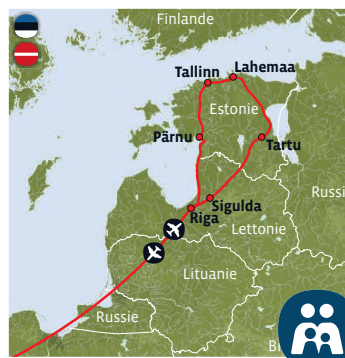 Finlande
Tallinn
Lahemaa
Estonie
Pärnu
Tartu
Russi
Sigulda
Riga
Lettonie
Lituanie
Russie
B